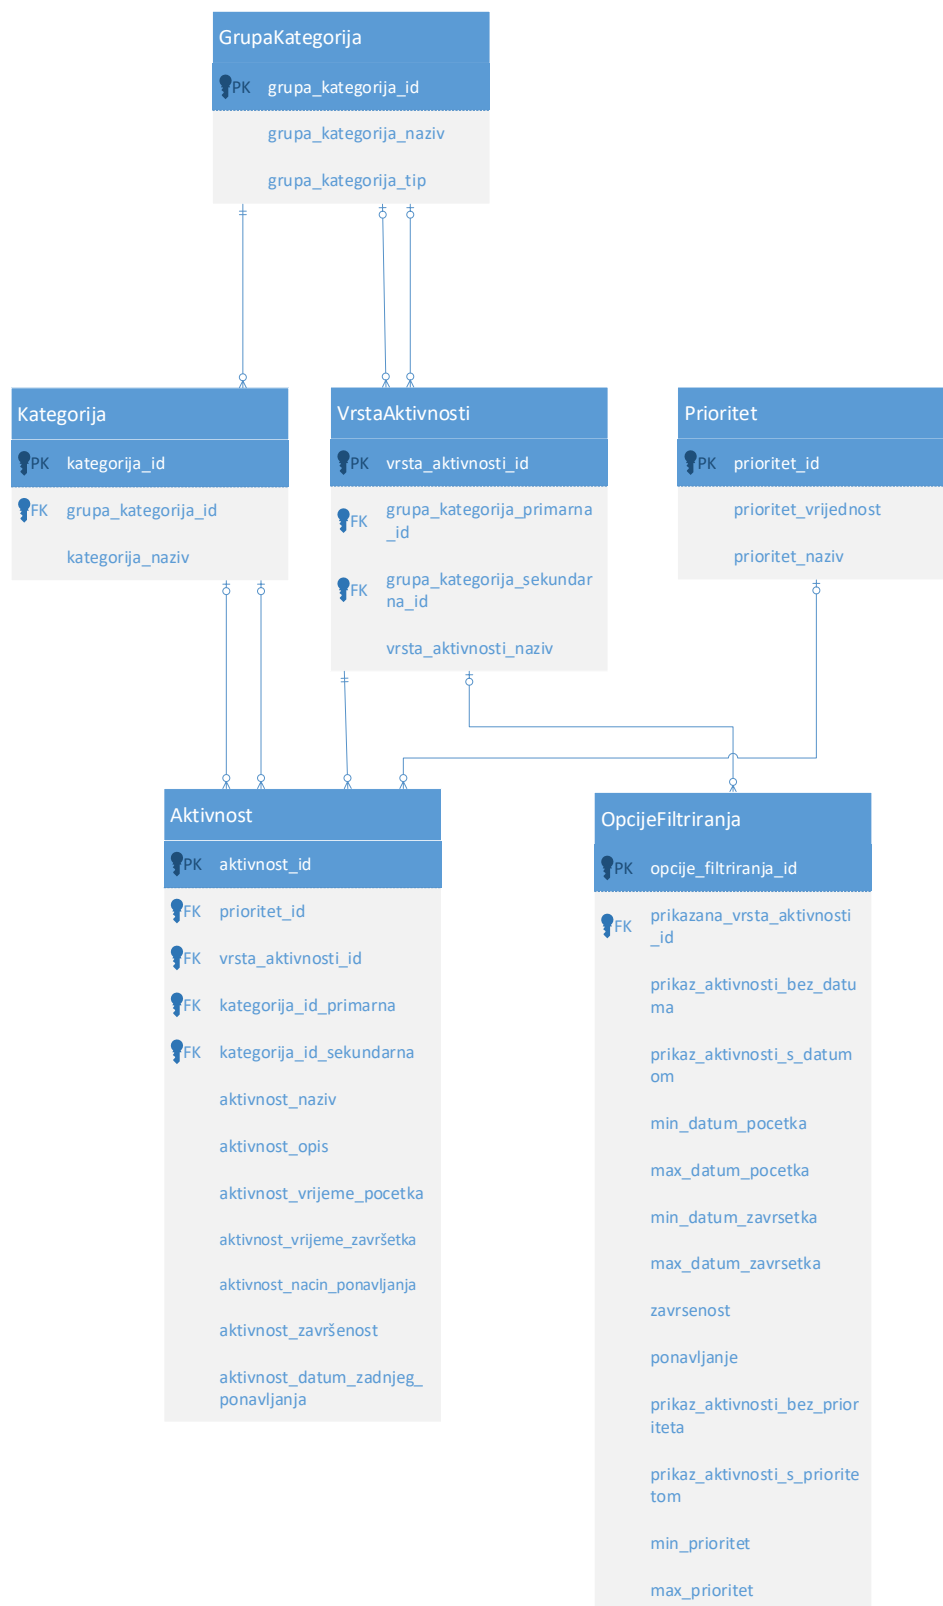 GrupaKategorija
PK grupa_kategorija_id
grupa_kategorija_naziv
grupa_kategorija_tip
Kategorija
PK kategorija_id
FK grupa_kategorija_id
kategorija_naziv
VrstaAktivnosti
PK vrsta_aktivnosti_id
FK grupa_kategorija_primarna
_id
FK grupa_kategorija_sekundar
na_id
vrsta_aktivnosti_naziv
Prioritet
PK prioritet_id
prioritet_vrijednost
prioritet_naziv
Aktivnost
PK aktivnost_id
FK prioritet_id
FK vrsta_aktivnosti_id
FK kategorija_id_primarna
FK kategorija_id_sekundarna
aktivnost_naziv
aktivnost_opis
aktivnost_vrijeme_pocetka
aktivnost_vrijeme_završetka
aktivnost_nacin_ponavljanja
aktivnost_završenost
aktivnost_datum_zadnjeg_
ponavljanja
OpcijeFiltriranja
PK opcije_filtriranja_id
FK prikazana_vrsta_aktivnosti
_id
prikaz_aktivnosti_bez_datu
ma
prikaz_aktivnosti_s_datum
om
min_datum_pocetka
max_datum_pocetka
min_datum_zavrsetka
max_datum_zavrsetka
zavrsenost
ponavljanje
prikaz_aktivnosti_bez_prior
iteta
prikaz_aktivnosti_s_priorite
tom
min_prioritet
max_prioritet